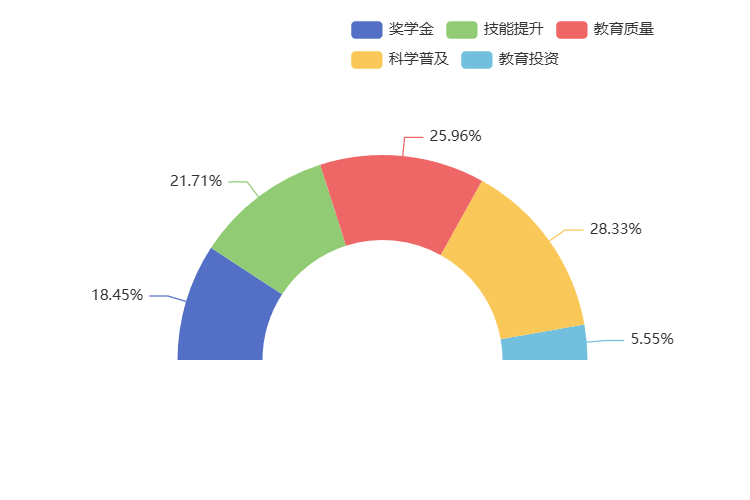 奖学金 技能提升 教育质量
科学普及 教育投资
25.96%
21.71%
28.33%
18.45%
5.55%